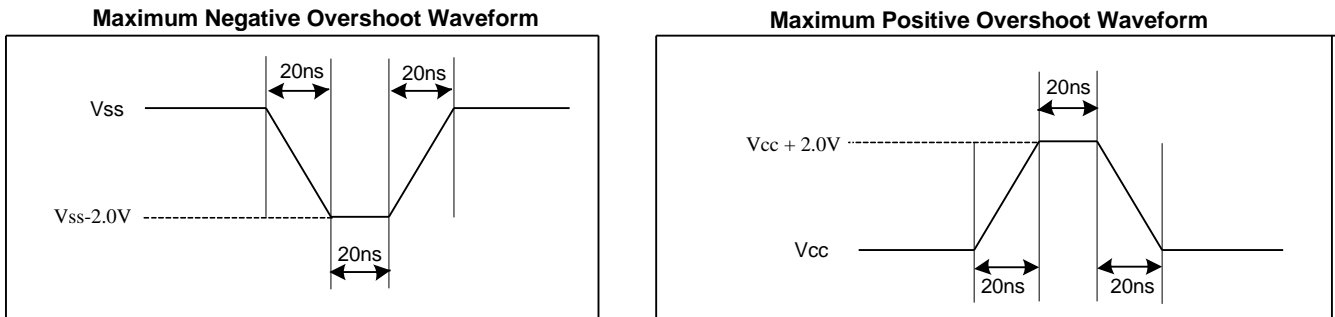 Maximum Negative Overshoot Waveform
20ns
20ns
Vss
Vss-2.0V
20ns
Maximum Positive Overshoot Waveform
20ns
Vcc + 2.0V
Vcc
20ns
20ns